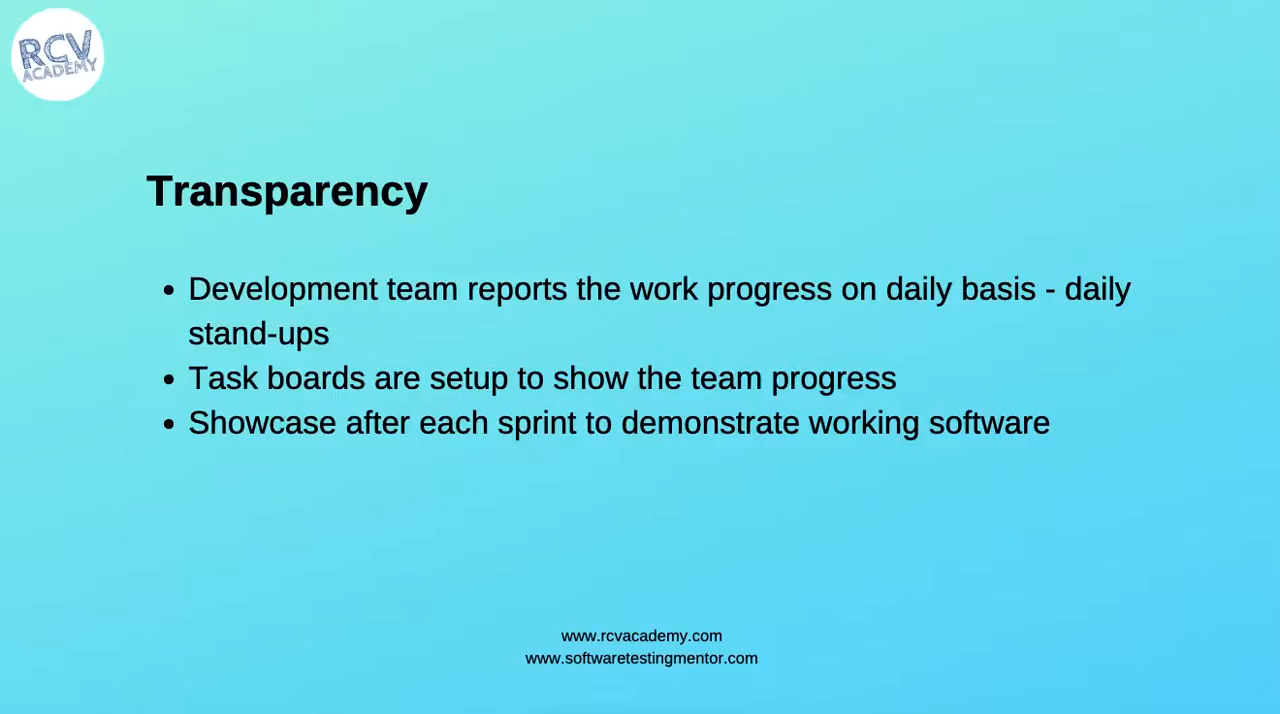 RCV
ACADEMY
Transparency
• Development team reports the work progress on daily basis - daily
stand-ups
• Task boards are setup to show the team progress
• Showcase after each sprint to demonstrate working software
www.rcvacademy.com
www.softwaretestingmentor.com